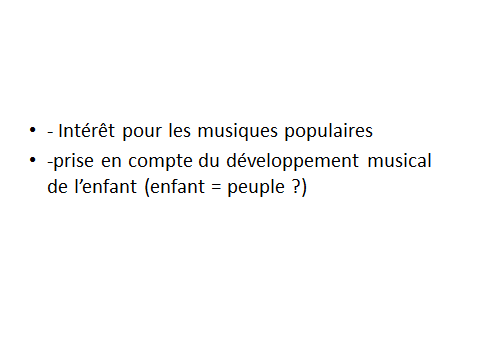 • - Intérêt pour les musiques populaires
• -prise en compte du développement musical
de l'enfant (enfant = peuple ?)